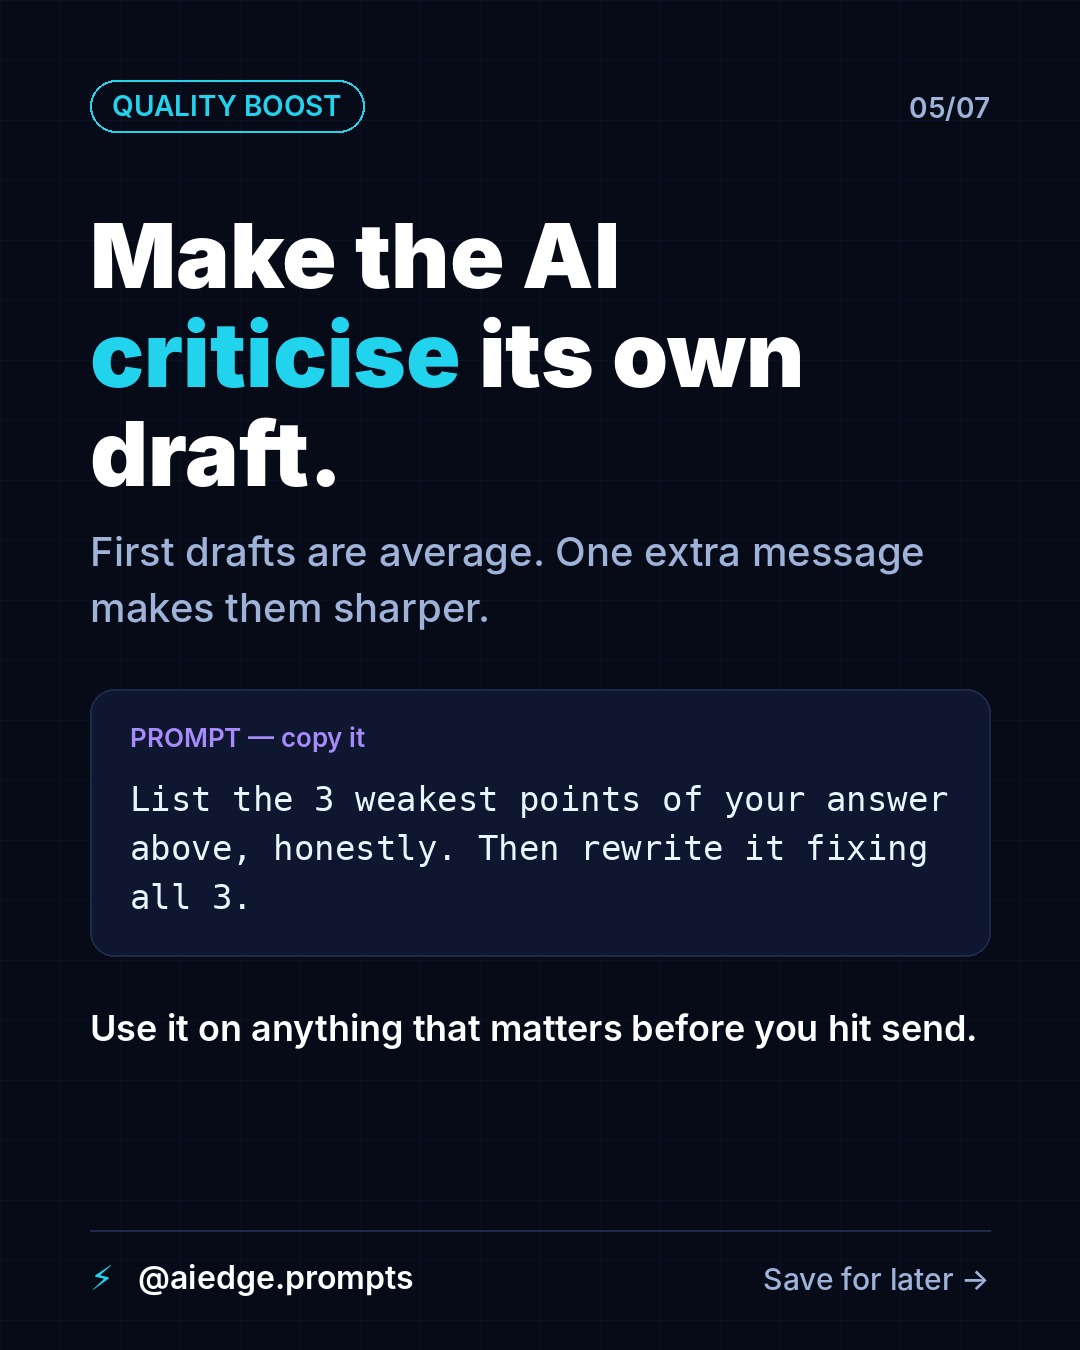 QUALITY BOOST
05/07
Make the AI
criticise its own
draft.
First drafts are average. One extra message
makes them sharper.
PROMPT — copy it
List the 3 weakest points of your answer
above, honestly. Then rewrite it fixing
all 3.
Use it on anything that matters before you hit send.
⚡ @aiedge.prompts
Save for later →